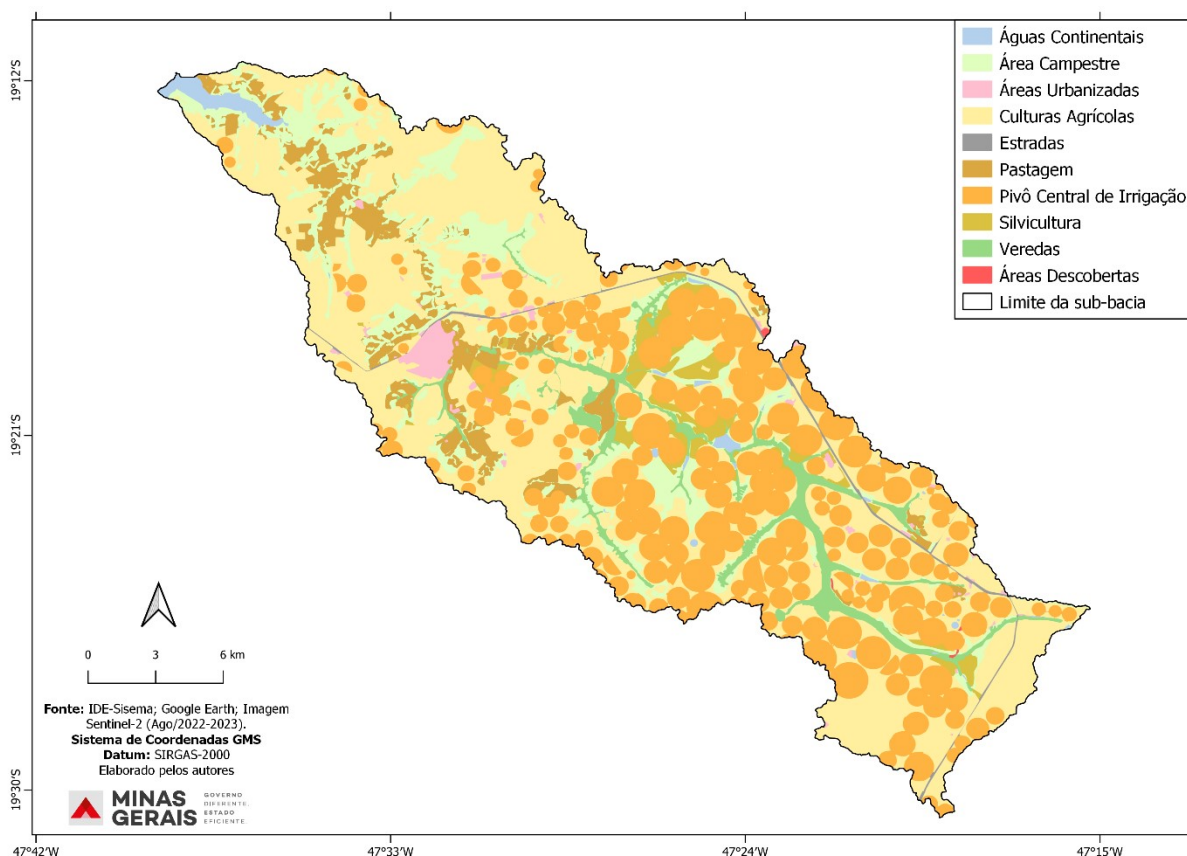 Águas Continentais
Área Campestre
Áreas Urbanizadas
Culturas Agrícolas
Estradas
Pastagem
Pivô Central de Irrigação
Silvicultura
Veredas
Áreas Descobertas
Limite da sub-bacia
19°12'S
19°21'S
19°30'S
0 3 6 km
Fonte: IDE-Sisema; Google Earth; Imagem
Sentinel-2 (Ago/2022-2023).
Sistema de Coordenadas GMS
Datum: SIRGAS-2000
Elaborado pelos autores
MINAS
GERAIS
GOVERNO
DIFERENTE.
ESTADO
EFICIENTE.
47°42'W 47°33'W 47°24'W 47°15'W